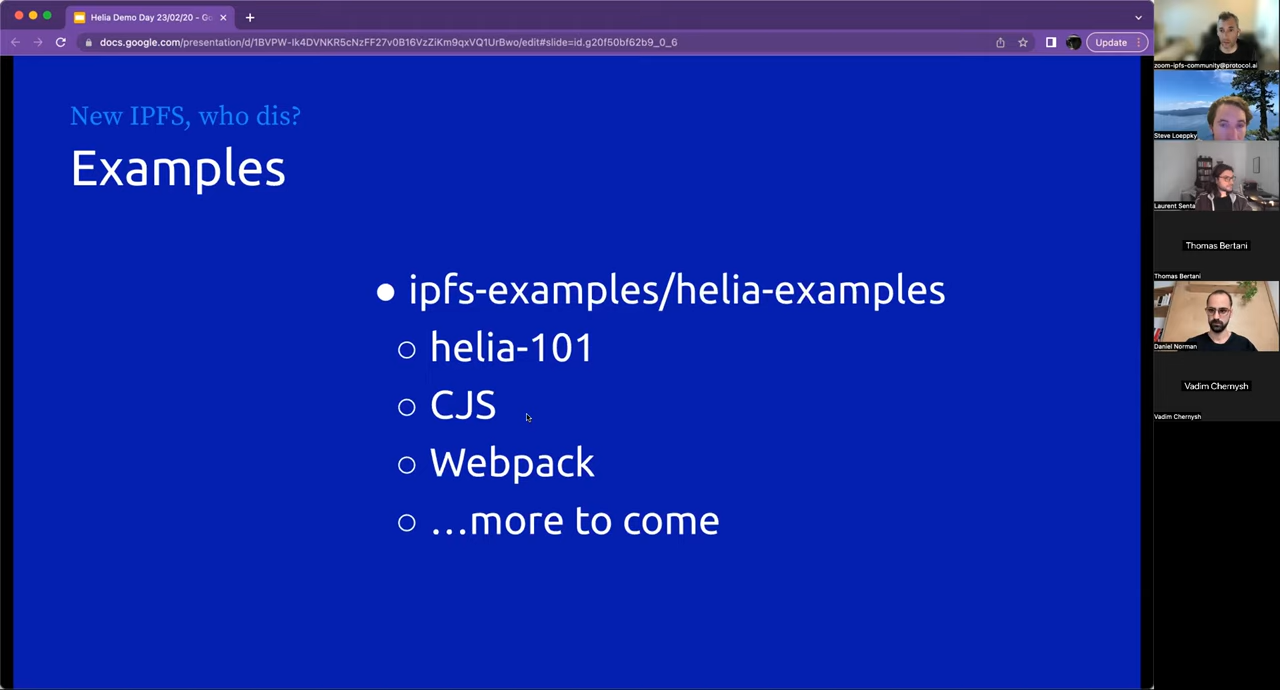 Helia Demo Day 23/02/20 - Go
docs.google.com/presentation/d/1BVPW-Ik4DVNKR5cNzFF27v0B16VzZiKm9qxVQ1UrBwo/edit#slide=id.g20f50bf62b9_0_6
Update
New IPFS, who dis?
Examples
● ipfs-examples/helia-examples
○ helia-101
○ CJS
○ Webpack
○ …more to come
zoom-ipfs-community@protocol.ai
Steve Loeppky
Laurent Senta
Thomas Bertani
Thomas Bertani
Daniel Norman
Vadim Chernysh
Vadim Chernysh